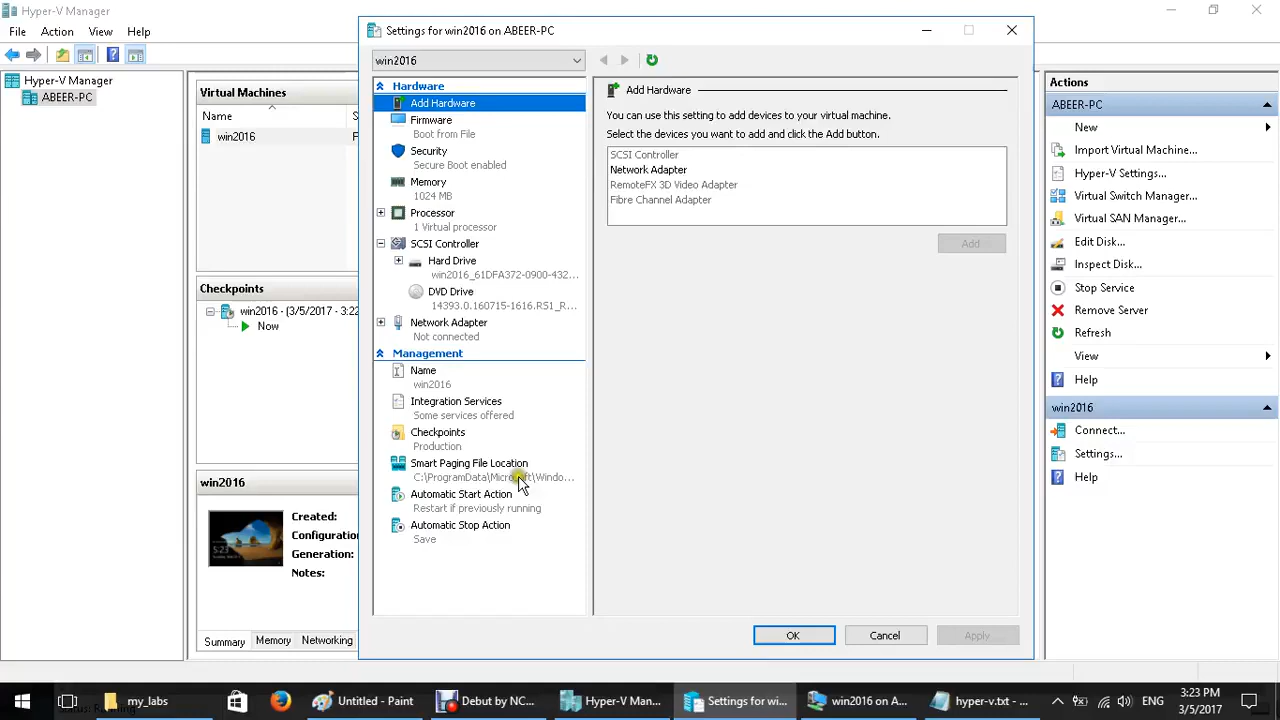 Hyper-V Manager
File Action View Help
Hyper-V Manager
ABEER-PC
Virtual Machines
Name
win2016
Checkpoints
win2016 - (3/5/2017 - 3:22
Now
win2016
5:23
Created:
Configuration
Generation:
Notes:
Summary Memory Networking
Settings for win2016 on ABEER-PC
win2016
Hardware
Add Hardware
Firmware
Boot from File
Security
Secure Boot enabled
Memory
1024 MB
Processor
1 Virtual processor
SCSI Controller
Hard Drive
win2016_61DFA372-0900-432...
DVD Drive
14393.0.160715-1616.RS1_R...
Network Adapter
Not connected
Management
Name
win2016
Integration Services
Some services offered
Checkpoints
Production
Smart Paging File Location
C:\ProgramData\Microsoft\Windo...
Automatic Start Action
Restart if previously running
Automatic Stop Action
Save
Add Hardware
You can use this setting to add devices to your virtual machine.
Select the devices you want to add and click the Add button.
SCSI Controller
Network Adapter
RemoteFX 3D Video Adapter
Fibre Channel Adapter
Add
OK Cancel Apply
Actions
ABEER-PC
New
Import Virtual Machine...
Hyper-V Settings...
Virtual Switch Manager...
Virtual SAN Manager...
Edit Disk...
Inspect Disk...
Stop Service
Remove Server
Refresh
View
Help
win2016
Connect...
Settings...
Help
my_labs Untitled - Paint Debut by NC... Hyper-V Man... Settings for wi... win2016 on A... hyper-v.txt - ... ENG 3:23 PM
3/5/2017